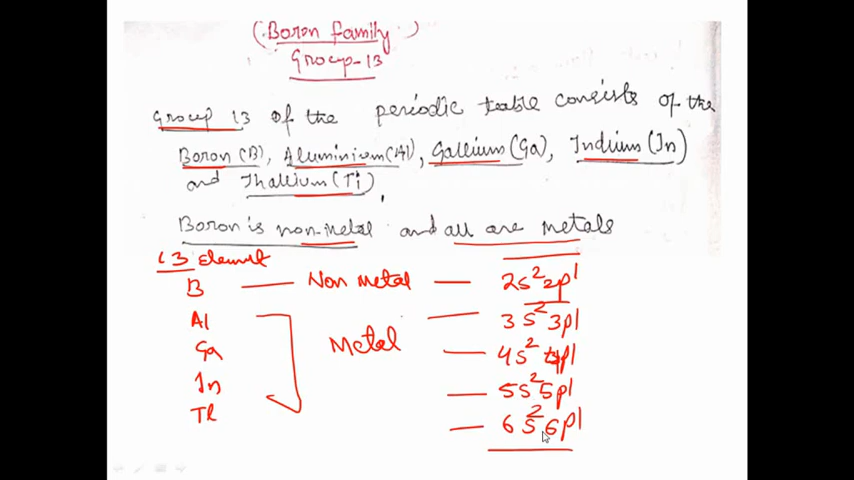 (Boron family)
Group-13
Group 13 of the periodic table consists of the
Boron (B), Aluminium (Al), Gallium (Ga), Indium (In)
and Thallium (Ti).
Boron is non-metal and all are metals
13 Element
B — Non Metal — 2s²2p1
Al — 3s²3p1
Ga — 4s²4p1
Metal
In — 5s²5p1
Tl — 6s²6p1